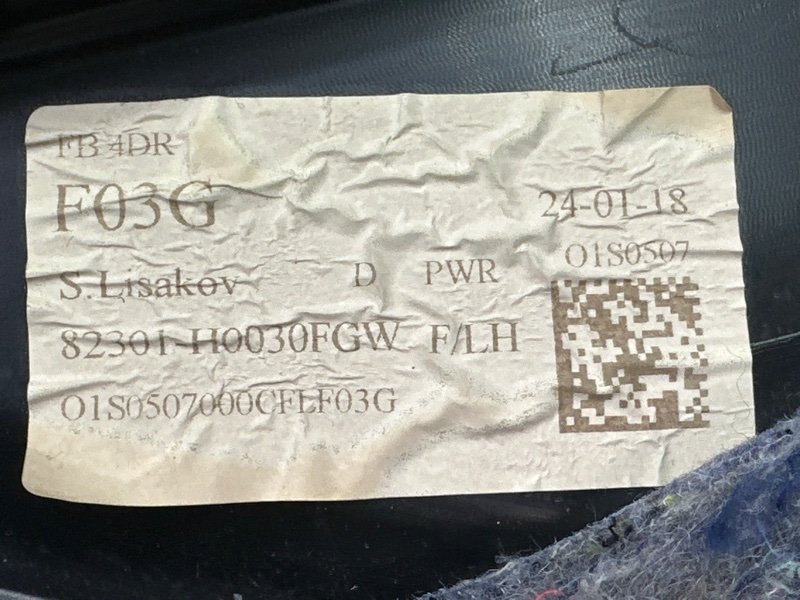 FB 4DR
F03G
24-01-18
S.Lisakov D PWR
O1S0507
82301-H0030FGW F/LH
O1S0507000CFLF03G